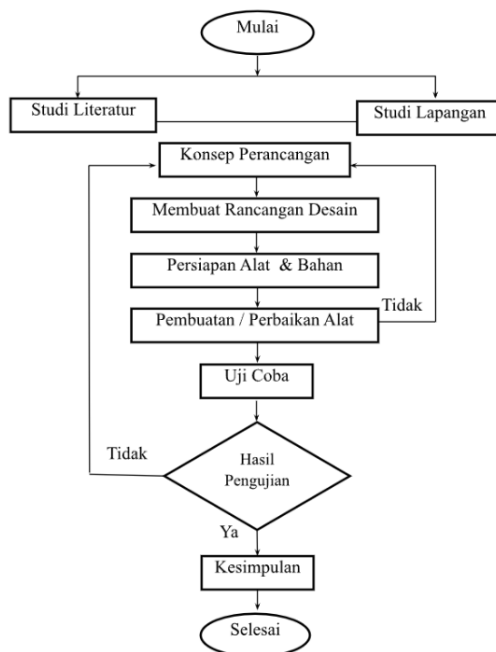 Mulai
Studi Literatur
Studi Lapangan
Konsep Perancangan
Membuat Rancangan Desain
Persiapan Alat & Bahan
Tidak
Pembuatan / Perbaikan Alat
Uji Coba
Tidak
Hasil
Pengujian
Ya
Kesimpulan
Selesai